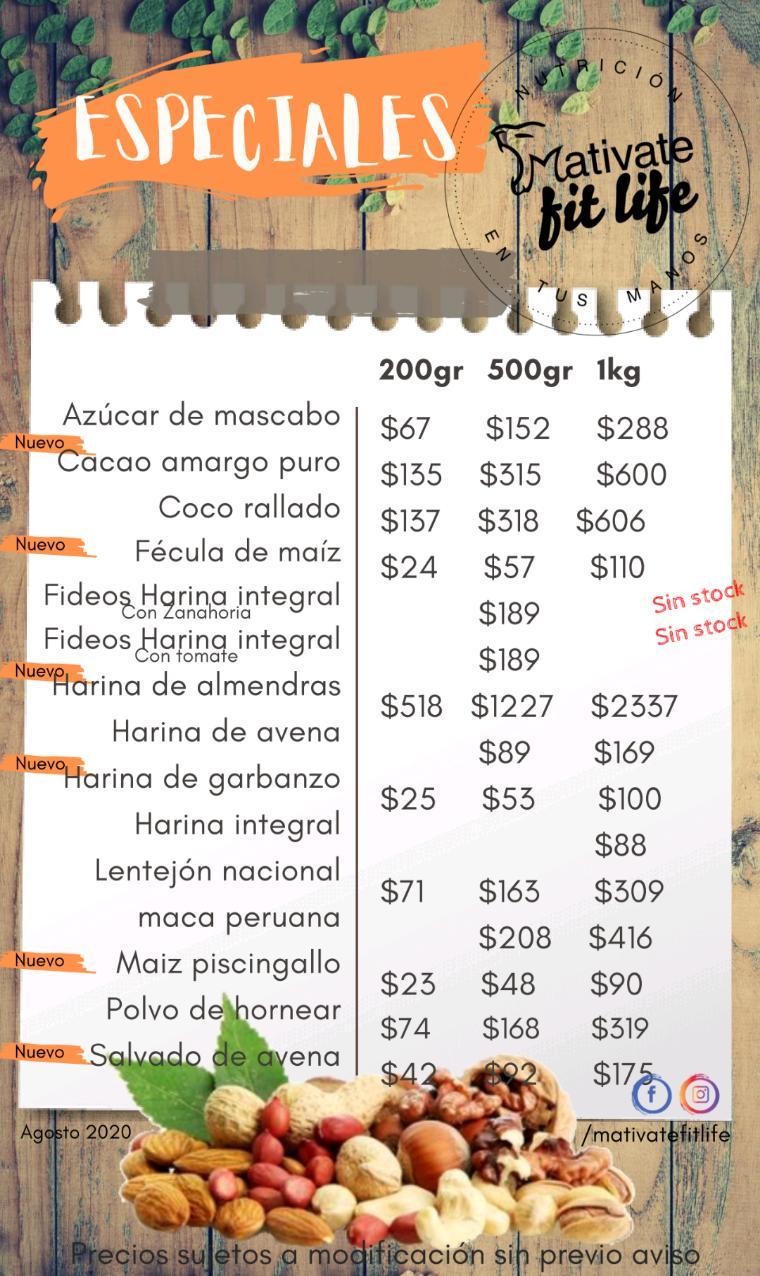 ESPECIALES
NUTRICIÓN
Mativate
fit life
EN TUS MANOS
200gr 500gr 1kg
Azúcar de mascabo $67 $152 $288
Nuevo
Cacao amargo puro $135 $315 $600
Coco rallado $137 $318 $606
Nuevo Fécula de maíz $24 $57 $110
Fideos Harina integral $189 Sin stock
Con Zanahoria
Fideos Harina integral $189 Sin stock
Con tomate
Nuevo
Harina de almendras $518 $1227 $2337
Harina de avena $89 $169
Nuevo
Harina de garbanzo $25 $53 $100
Harina integral $88
Lentejón nacional $71 $163 $309
maca peruana $208 $416
Nuevo Maiz piscingallo $23 $48 $90
Polvo de hornear $74 $168 $319
Nuevo Salvado de avena $42 $92 $175
Agosto 2020 /mativatefitlife
Precios sujetos a modificación sin previo aviso